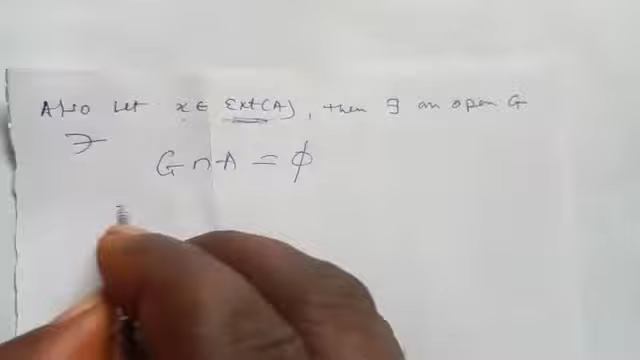 Also Let x ∈ Ext(A), then ∃ an open G
∋
G ∩ A = ϕ